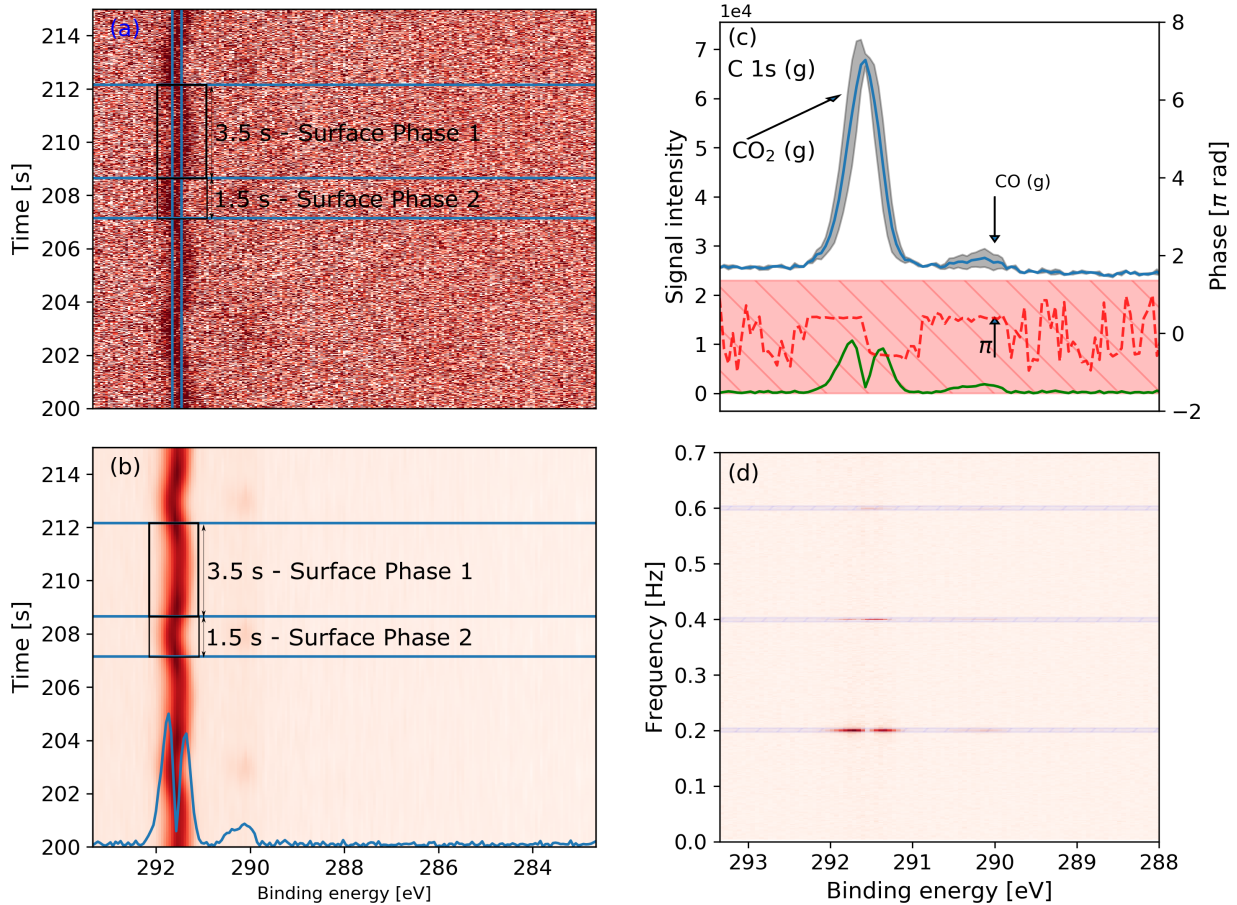 (a)
214
212
210
208
206
204
202
200
Time [s]
3.5 s - Surface Phase 1
1.5 s - Surface Phase 2
(b)
214
212
210
208
206
204
202
200
Time [s]
3.5 s - Surface Phase 1
1.5 s - Surface Phase 2
292
290
288
286
284
Binding energy [eV]
1e4
(c)
C 1s (g)
CO₂ (g)
CO (g)
π
7
6
5
4
3
2
1
0
Signal intensity
8
6
4
2
0
−2
Phase [π rad]
(d)
0.7
0.6
0.5
0.4
0.3
0.2
0.1
0.0
Frequency [Hz]
293
292
291
290
289
288
Binding energy [eV]